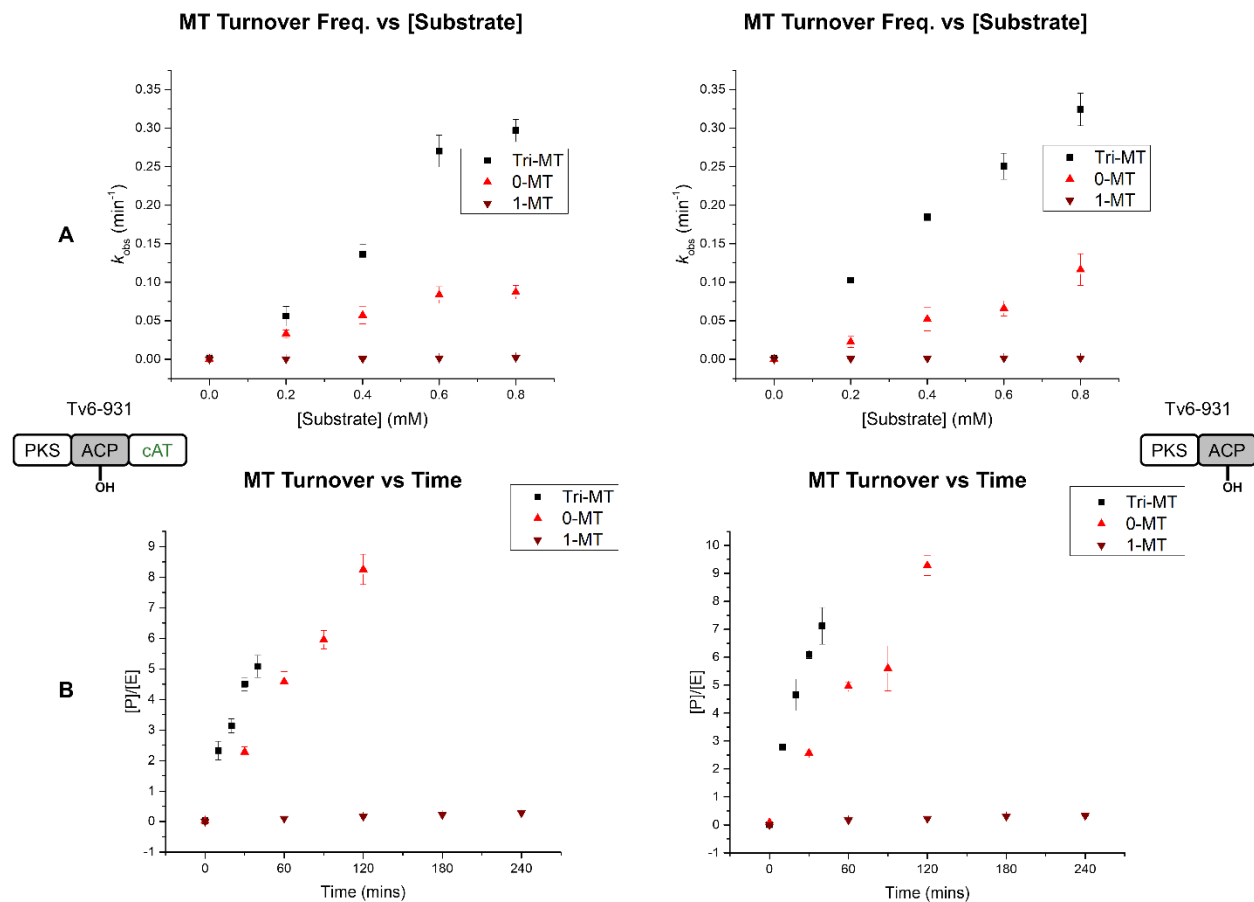 MT Turnover Freq. vs [Substrate]
MT Turnover Freq. vs [Substrate]
A
kobs (min-1)
0.35
0.30
0.25
0.20
0.15
0.10
0.05
0.00
Tri-MT
0-MT
1-MT
0.0 0.2 0.4 0.6 0.8
[Substrate] (mM)
kobs (min-1)
0.35
0.30
0.25
0.20
0.15
0.10
0.05
0.00
Tri-MT
0-MT
1-MT
0.0 0.2 0.4 0.6 0.8
[Substrate] (mM)
Tv6-931
PKS ACP cAT
OH
Tv6-931
PKS ACP
OH
MT Turnover vs Time
MT Turnover vs Time
B
Tri-MT
0-MT
1-MT
[P]/[E]
9
8
7
6
5
4
3
2
1
0
-1
0 60 120 180 240
Time (mins)
Tri-MT
0-MT
1-MT
[P]/[E]
10
9
8
7
6
5
4
3
2
1
0
-1
0 60 120 180 240
Time (mins)